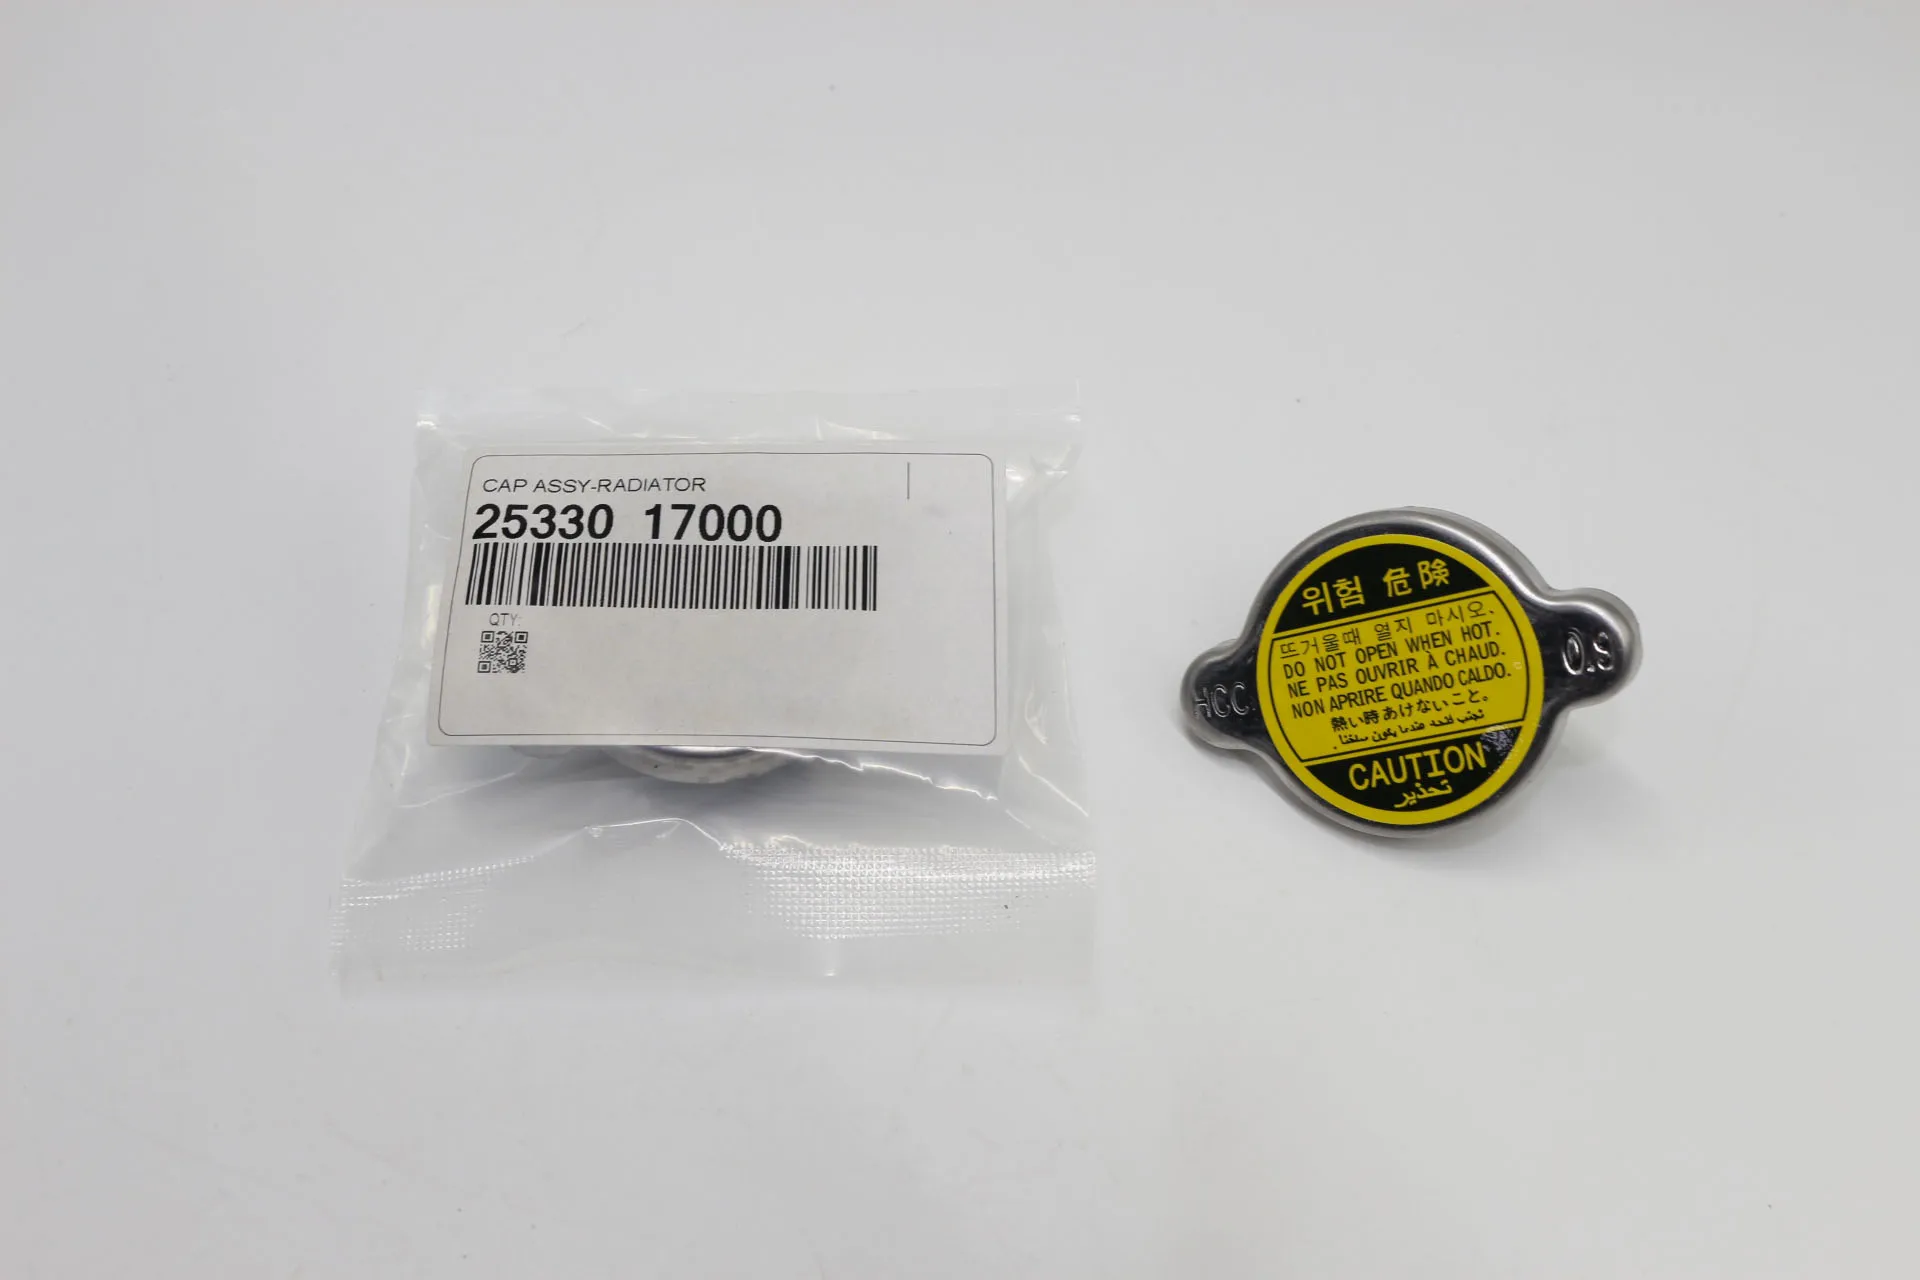 CAP ASSY-RADIATOR
25330 17000
QTY:
위험 危険
뜨거울때 열지 마시오.
DO NOT OPEN WHEN HOT.
NE PAS OUVRIR À CHAUD.
NON APRIRE QUANDO CALDO.
熱い時あけないこと。
CAUTION
تحذير
HCC
0.9